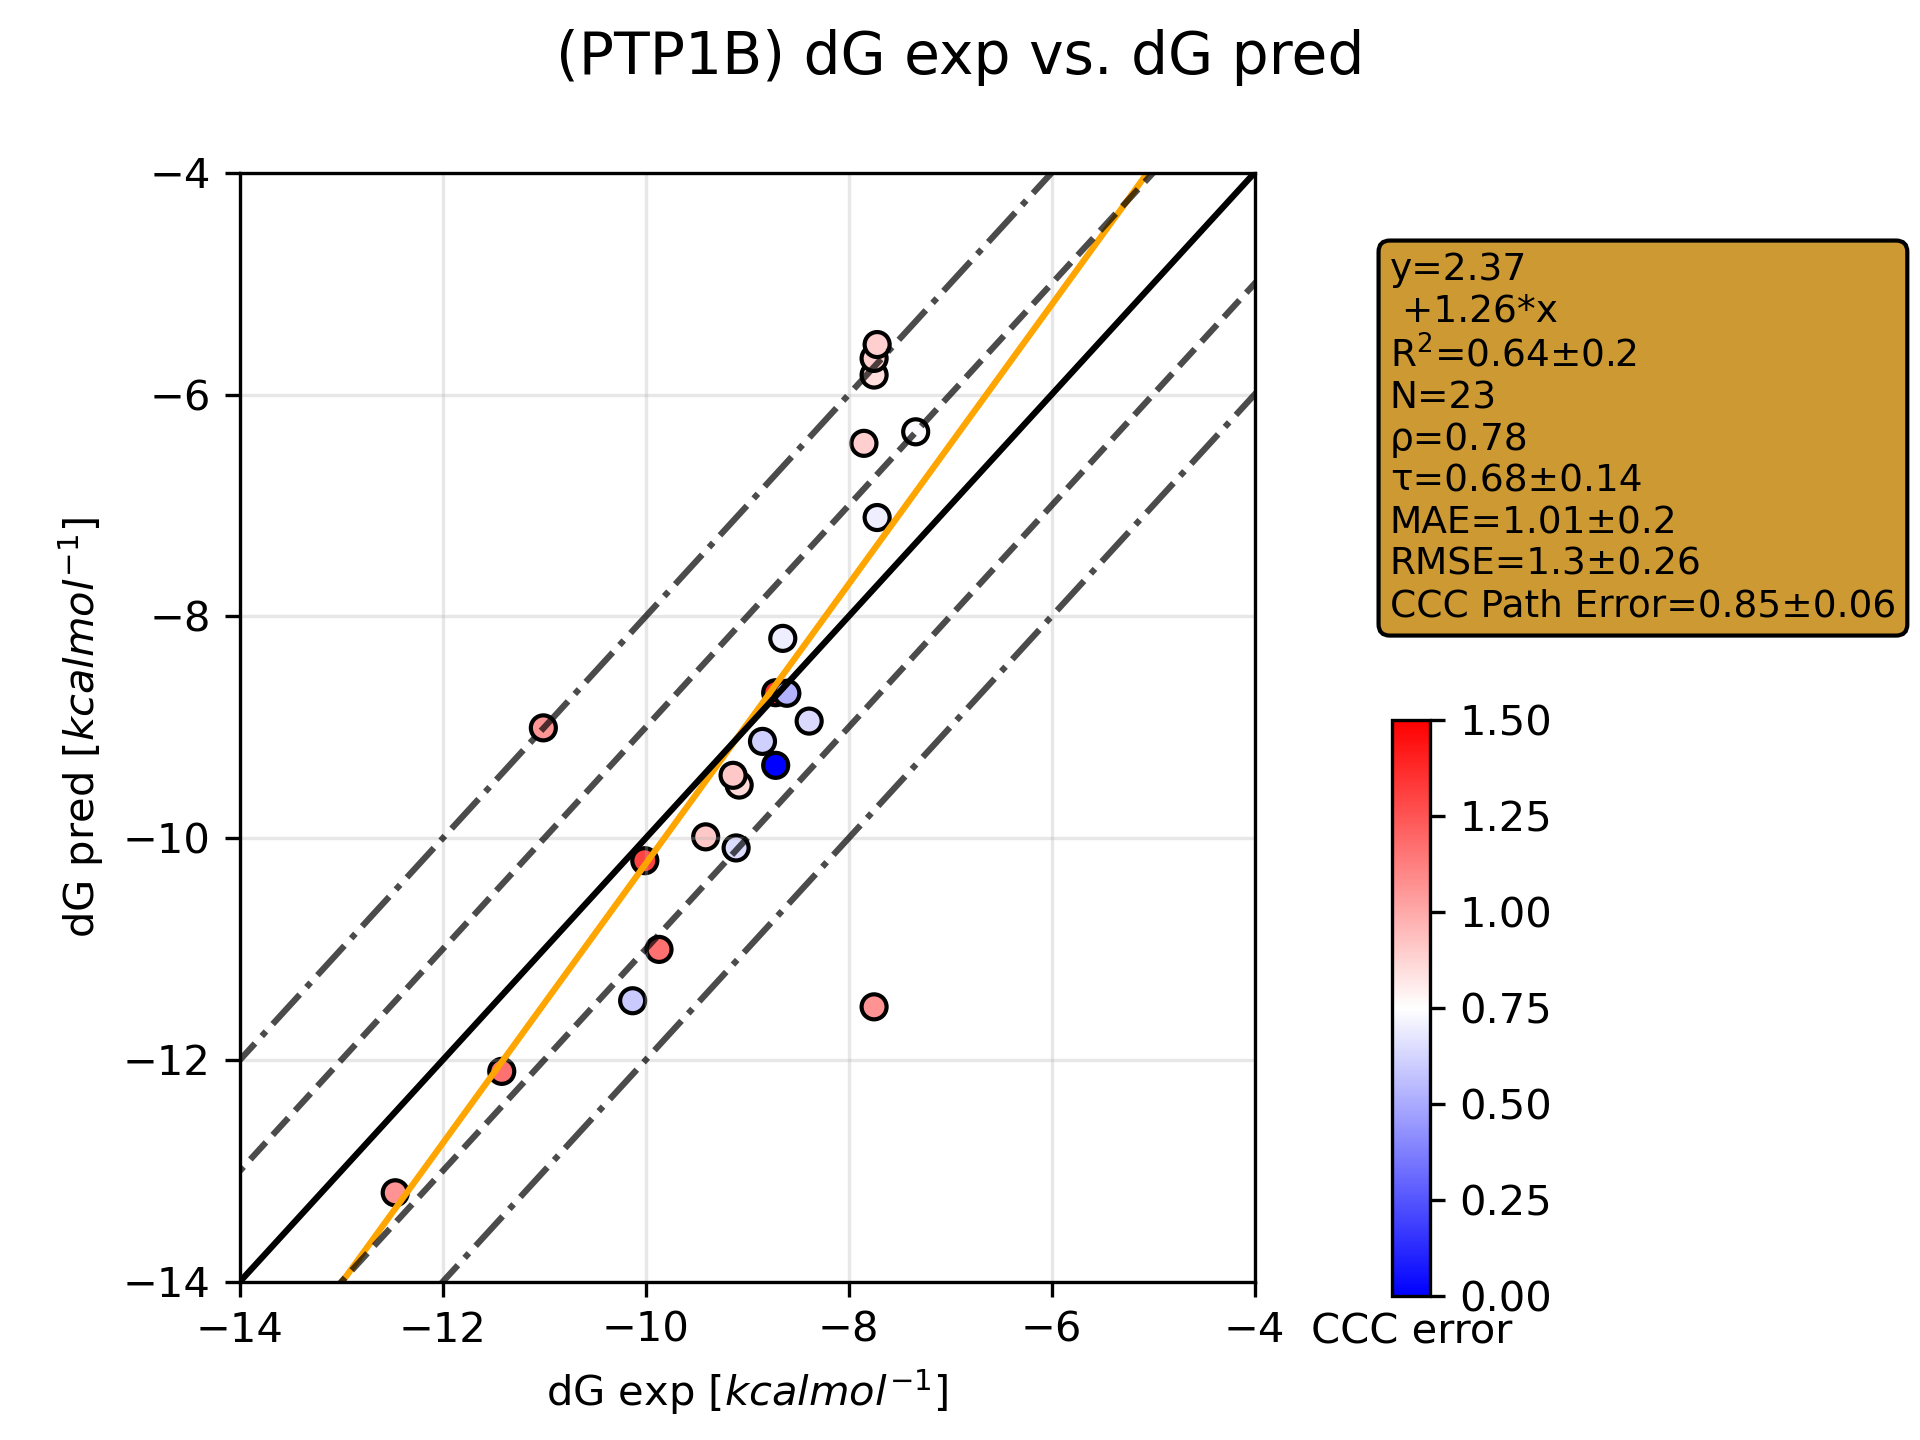 (PTP1B) dG exp vs. dG pred
−4
−6
−8
−10
−12
−14
dG pred [kcalmol⁻¹]
−14
−12
−10
−8
−6
−4
dG exp [kcalmol⁻¹]
y=2.37
+1.26*x
R²=0.64±0.2
N=23
ρ=0.78
τ=0.68±0.14
MAE=1.01±0.2
RMSE=1.3±0.26
CCC Path Error=0.85±0.06
1.50
1.25
1.00
0.75
0.50
0.25
0.00
CCC error